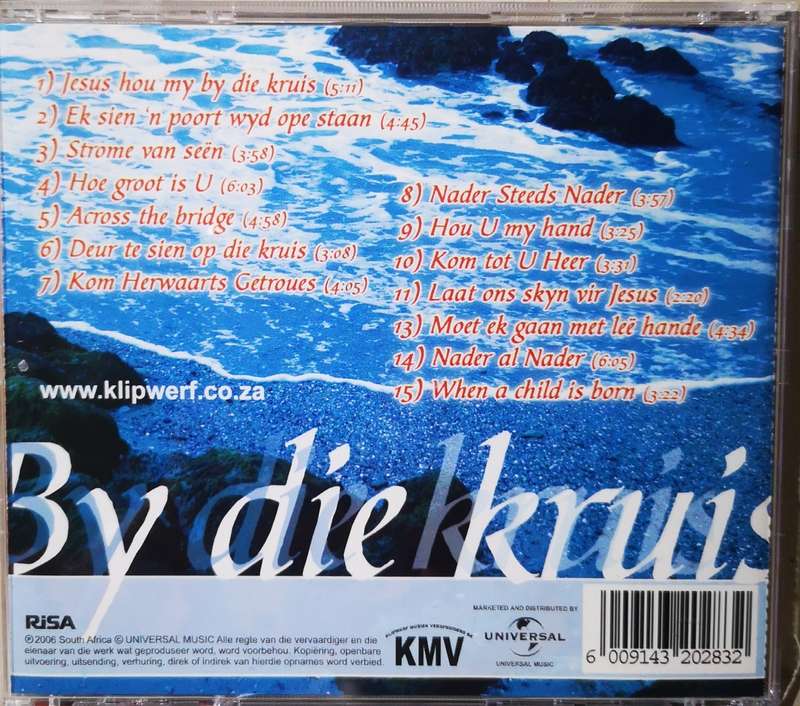 1) Jesus hou my by die kruis (5:11)
2) Ek sien 'n poort wyd ope staan (4:45)
3) Strome van seën (3:58)
4) Hoe groot is U (6:03)
5) Across the bridge (4:58)
6) Deur te sien op die kruis (3:08)
7) Kom Herwaarts Getroues (4:05)
8) Nader Steeds Nader (3:57)
9) Hou U my hand (3:25)
10) Kom tot U Heer (3:31)
11) Laat ons skyn vir Jesus (2:20)
13) Moet ek gaan met leë hande (4:34)
14) Nader al Nader (6:05)
15) When a child is born (3:22)
www.klipwerf.co.za
By die kruis
RiSA
℗2006 South Africa © UNIVERSAL MUSIC Alle regte van die vervaardiger en die
eienaar van die werk wat geproduseer word, word voorbehou. Kopiëring, openbare
uitvoering, uitsending, verhuring, direk of indirek van hierdie opnames word verbied.
KLIPWERF MUSIEK VERSPREIDERS BK
KMV
MARKETED AND DISTRIBUTED BY
UNIVERSAL
UNIVERSAL MUSIC
6 009143 202832